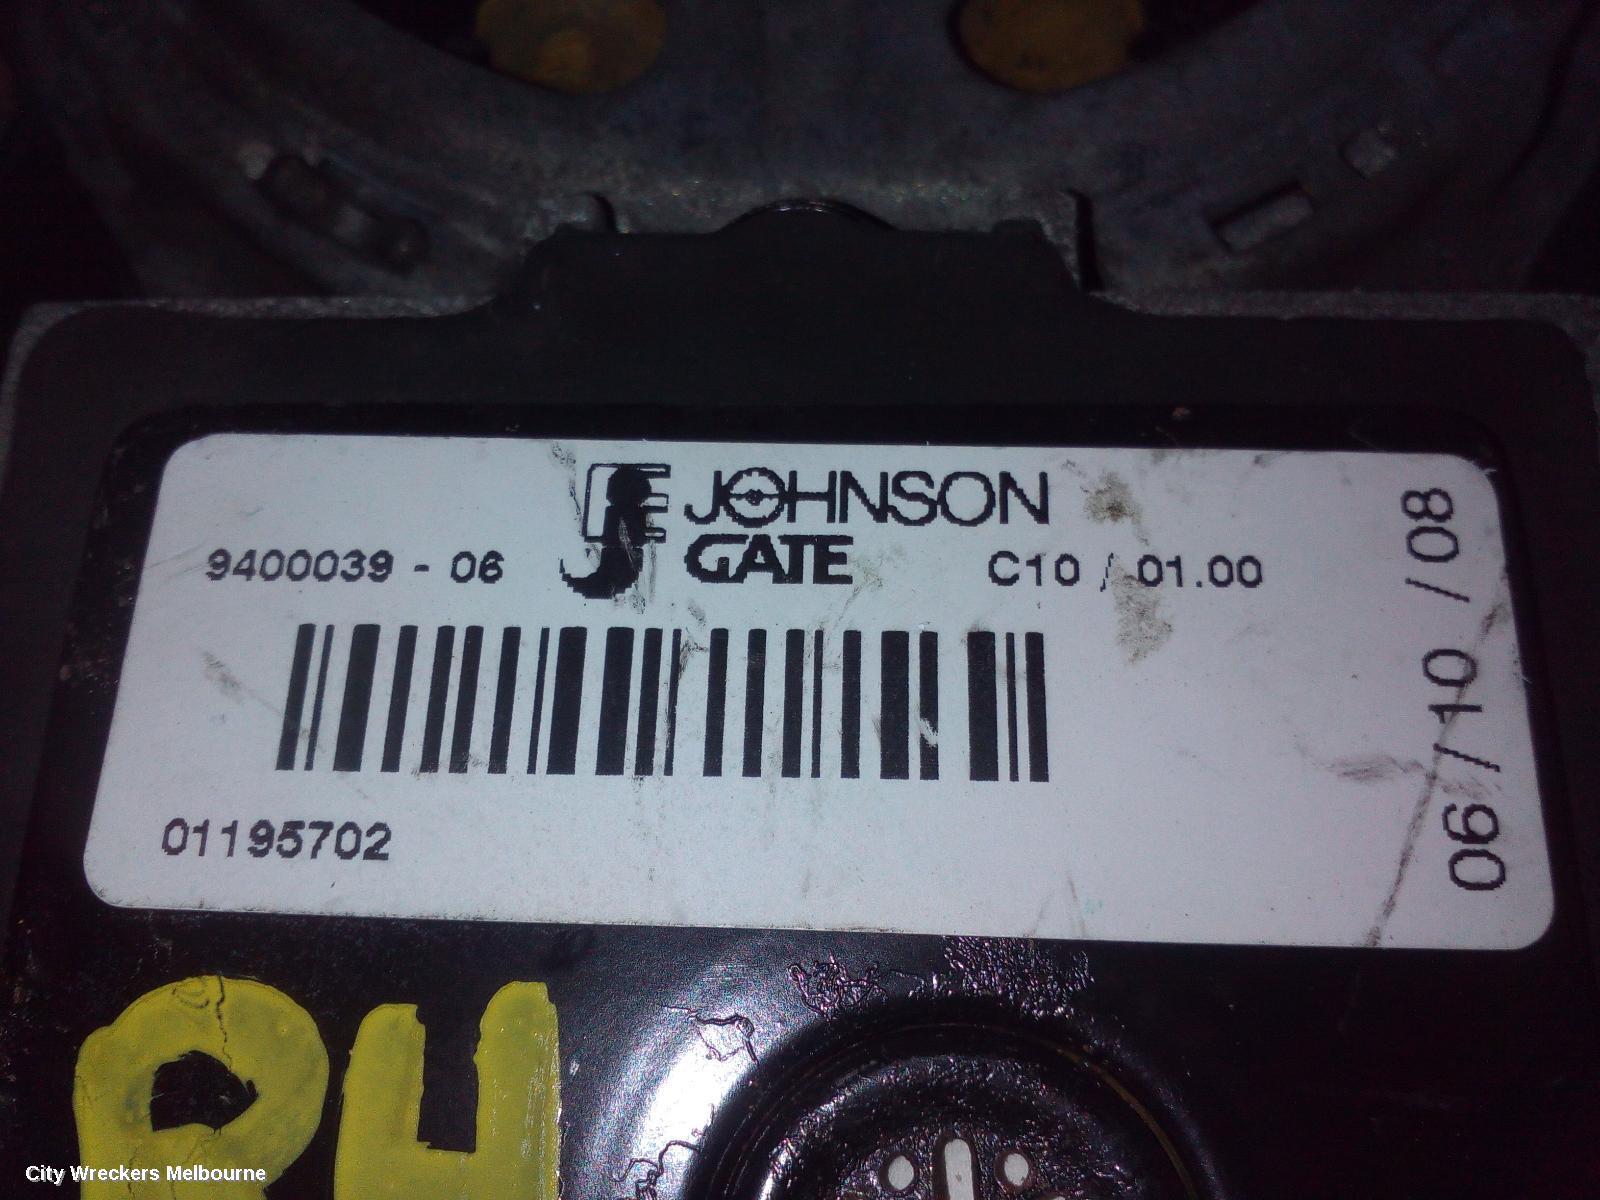 JOHNSON
GATE
9400039 - 06
C10 / 01.00
01195702
06 / 10 / 08
RH
City Wreckers Melbourne